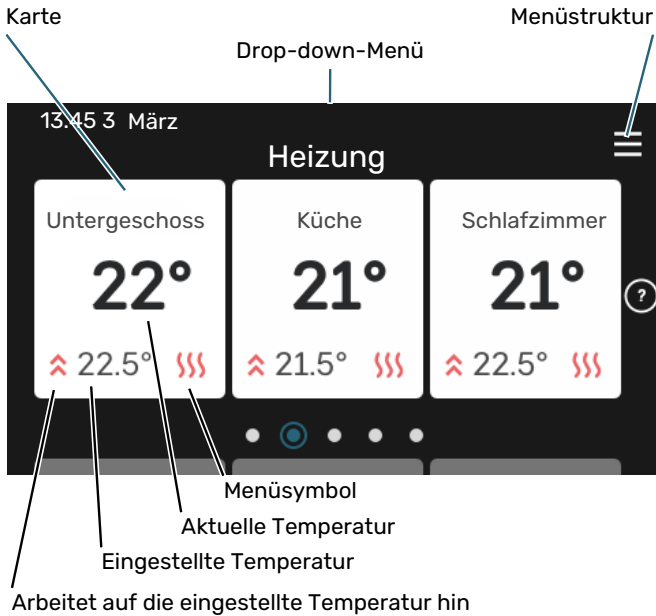 Karte
Menüstruktur
Drop-down-Menü
13.45 3 März
Heizung
Untergeschoss
22°
22.5°
Küche
21°
21.5°
Schlafzimmer
21°
22.5°
?
Menüsymbol
Aktuelle Temperatur
Eingestellte Temperatur
Arbeitet auf die eingestellte Temperatur hin